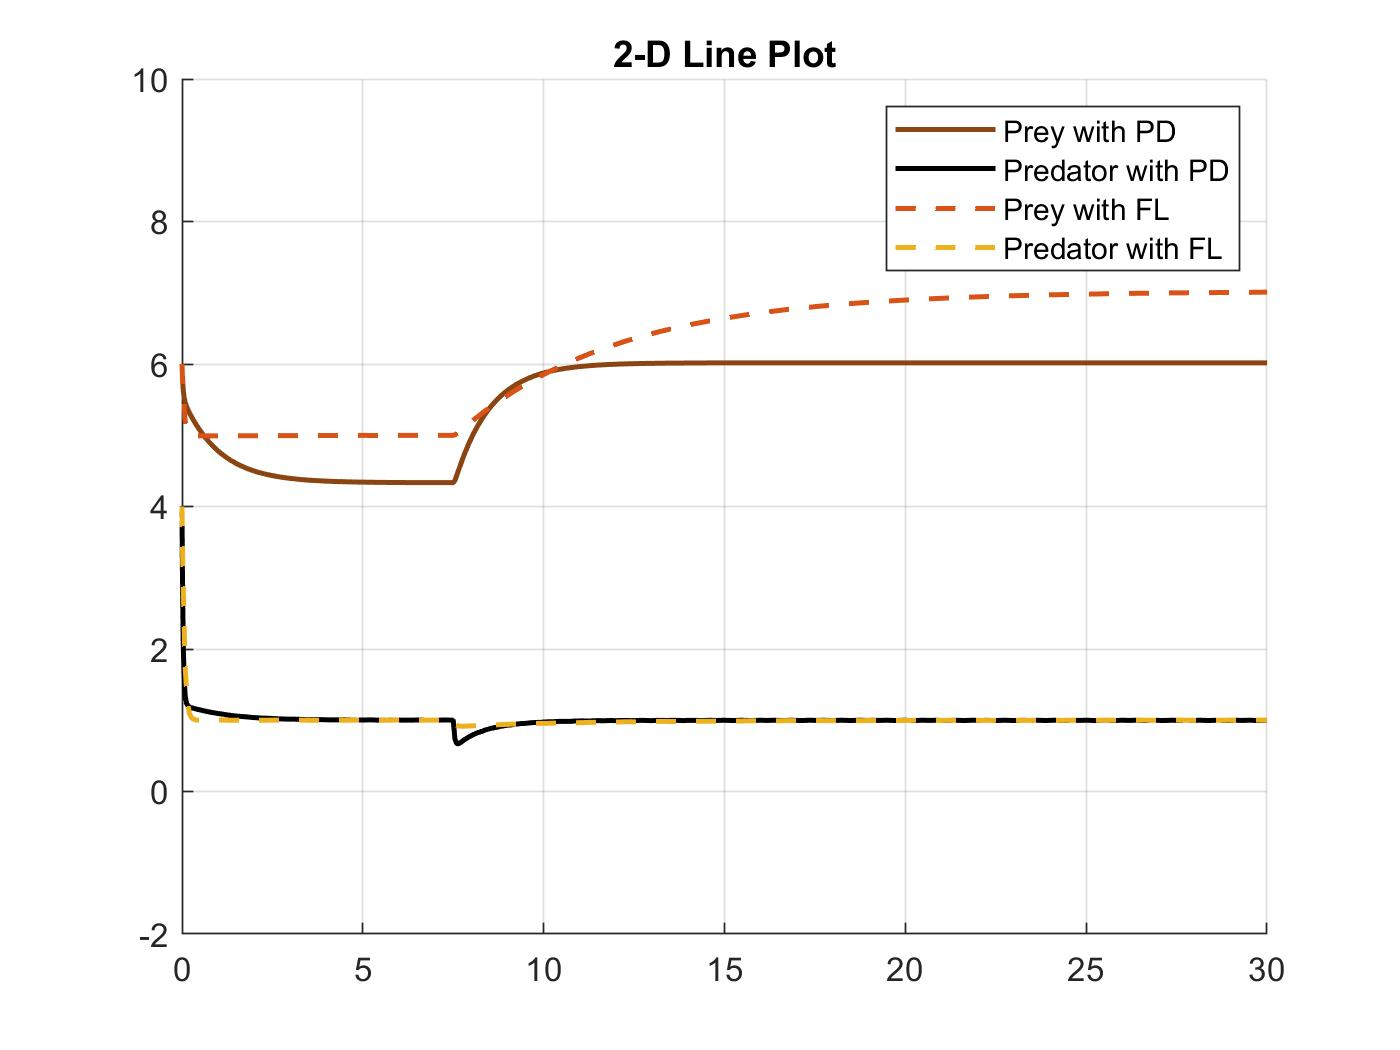 2-D Line Plot
10
8
6
4
2
0
-2
0 5 10 15 20 25 30
Prey with PD
Predator with PD
Prey with FL
Predator with FL